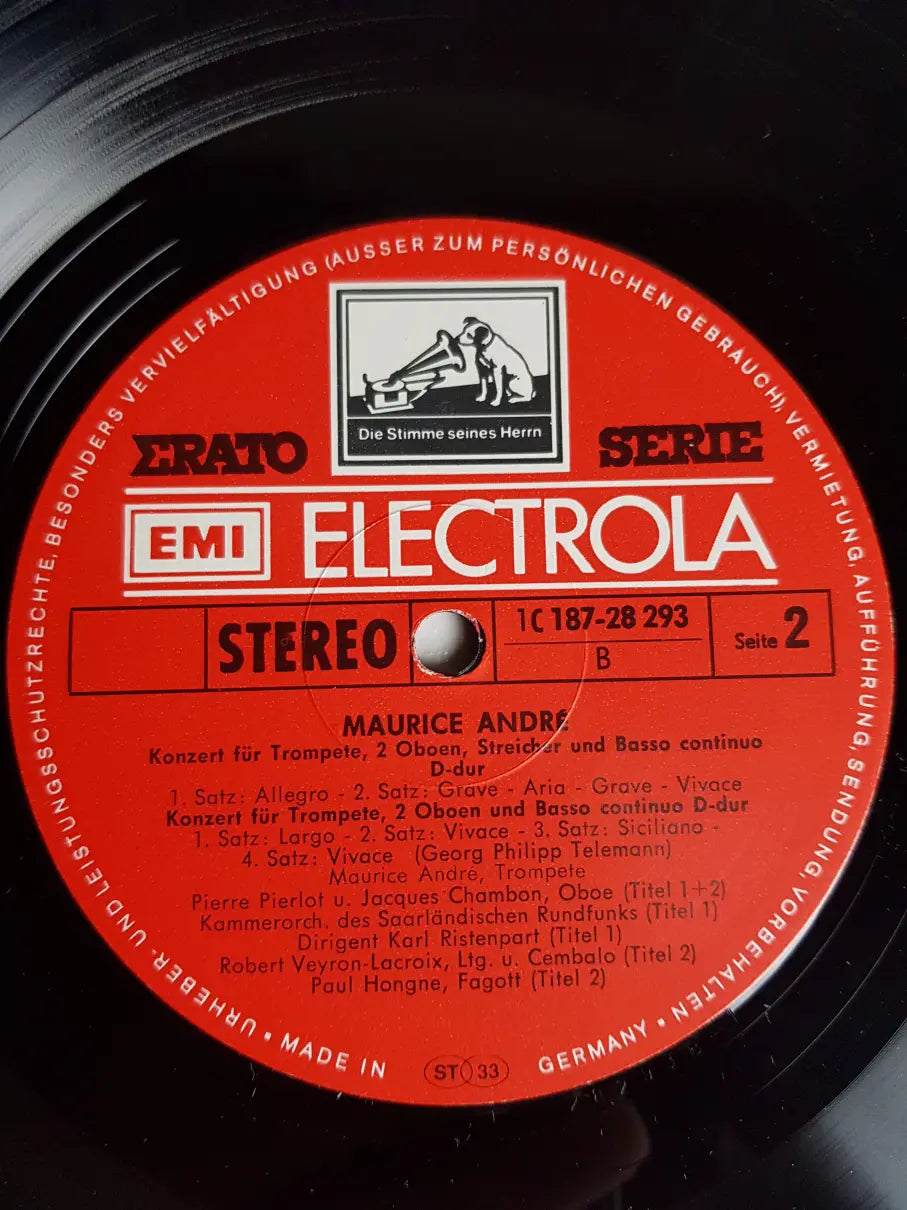 URHEBER- UND LEISTUNGSSCHUTZRECHTE, BESONDERS VERVIELFÄLTIGUNG (AUSSER ZUM PERSÖNLICHEN GEBRAUCH), VERMIETUNG, AUFFÜHRUNG, SENDUNG, VORBEHALTEN • MADE IN GERMANY •
Die Stimme seines Herrn
ERATO SERIE
EMI ELECTROLA
STEREO 1C 187-28 293 Seite 2
B
MAURICE ANDRÉ
Konzert für Trompete, 2 Oboen, Streicher und Basso continuo
D-dur
1. Satz: Allegro - 2. Satz: Grave - Aria - Grave - Vivace
Konzert für Trompete, 2 Oboen und Basso continuo D-dur
1. Satz: Largo - 2. Satz: Vivace - 3. Satz: Siciliano -
4. Satz: Vivace (Georg Philipp Telemann)
Maurice André, Trompete
Pierre Pierlot u. Jacques Chambon, Oboe (Titel 1+2)
Kammerorch. des Saarländischen Rundfunks (Titel 1)
Dirigent Karl Ristenpart (Titel 1)
Robert Veyron-Lacroix, Ltg. u. Cembalo (Titel 2)
Paul Hongne, Fagott (Titel 2)
ST 33